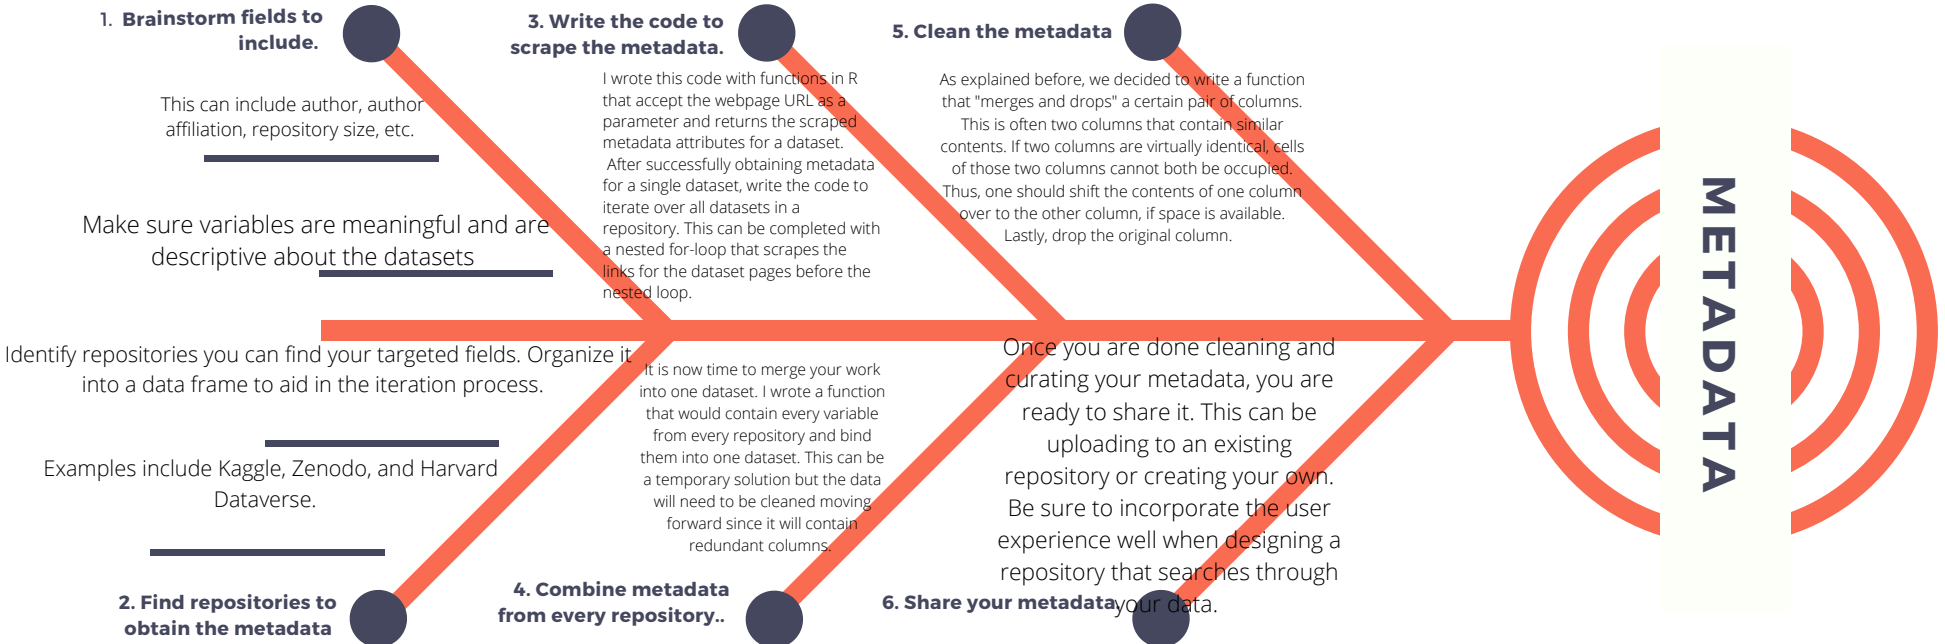 1. Brainstorm fields to
include.
This can include author, author
affiliation, repository size, etc.
Make sure variables are meaningful and are
descriptive about the datasets
Identify repositories you can find your targeted fields. Organize it
into a data frame to aid in the iteration process.
Examples include Kaggle, Zenodo, and Harvard
Dataverse.
2. Find repositories to
obtain the metadata
3. Write the code to
scrape the metadata.
I wrote this code with functions in R
that accept the webpage URL as a
parameter and returns the scraped
metadata attributes for a dataset.
After successfully obtaining metadata
for a single dataset, write the code to
iterate over all datasets in a
repository. This can be completed with
a nested for-loop that scrapes the
links for the dataset pages before the
nested loop.
It is now time to merge your work
into one dataset. I wrote a function
that would contain every variable
from every repository and bind
them into one dataset. This can be
a temporary solution but the data
will need to be cleaned moving
forward since it will contain
redundant columns.
4. Combine metadata
from every repository..
5. Clean the metadata
As explained before, we decided to write a function
that "merges and drops" a certain pair of columns.
This is often two columns that contain similar
contents. If two columns are virtually identical, cells
of those two columns cannot both be occupied.
Thus, one should shift the contents of one column
over to the other column, if space is available.
Lastly, drop the original column.
Once you are done cleaning and
curating your metadata, you are
ready to share it. This can be
uploading to an existing
repository or creating your own.
Be sure to incorporate the user
experience well when designing a
repository that searches through
your data.
6. Share your metadata.
METADATA